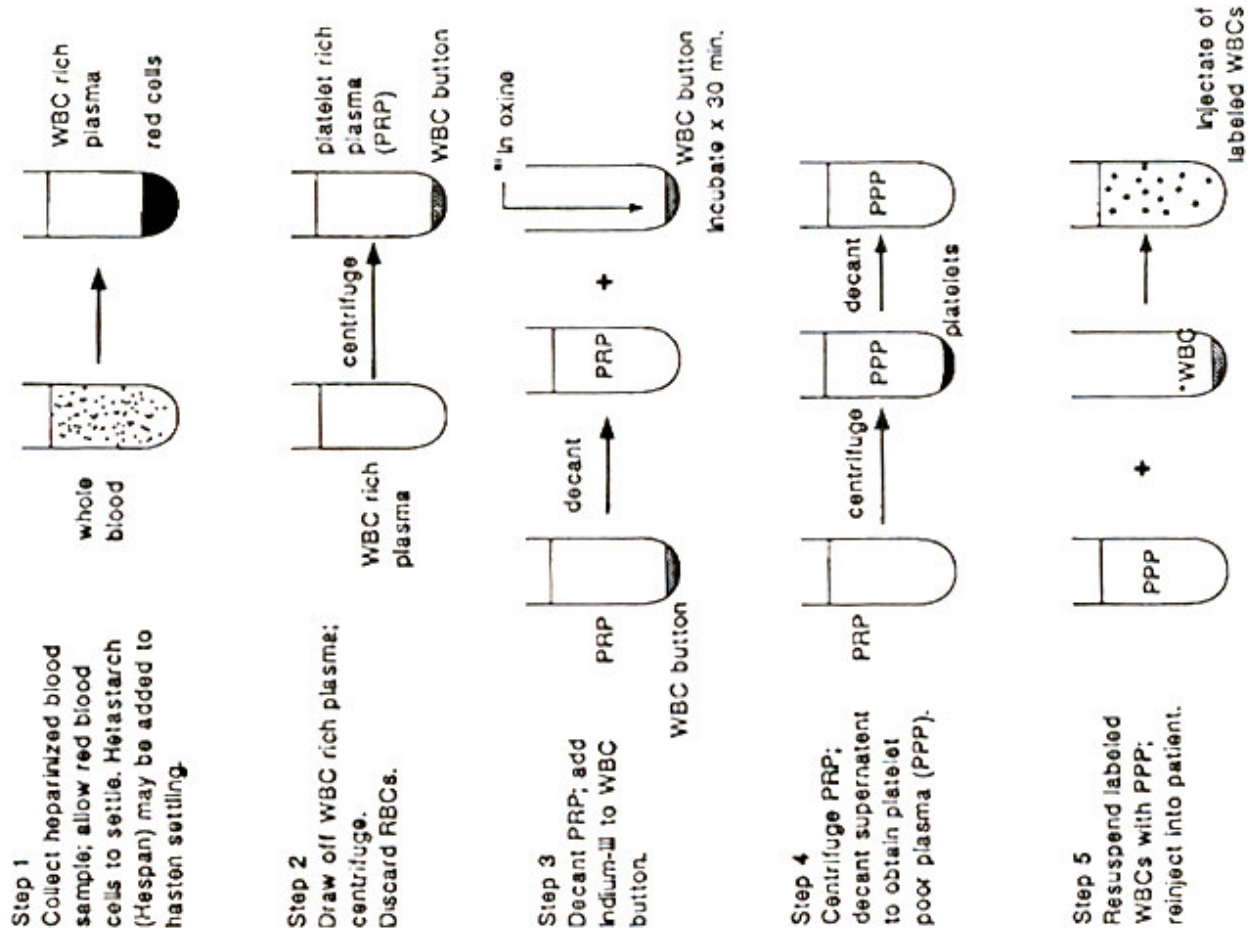 Step 1
Collect heparinized blood
sample; allow red blood
cells to settle. Hetastarch
(Hespan) may be added to
hasten settling.
whole
blood
WBC rich
plasma
red cells
Step 2
Draw off WBC rich plasma;
centrifuge.
Discard RBCs.
WBC rich
plasma
centrifuge
platelet rich
plasma
(PRP)
WBC button
Step 3
Decant PRP; add
Indium-III to WBC
button.
PRP
WBC button
decant
PRP
+
"'In oxine
WBC button
Incubate x 30 min.
Step 4
Centrifuge PRP;
decant supernatent
to obtain platelet
poor plasma (PPP).
PRP
centrifuge
PPP
platelets
decant
PPP
Step 5
Resuspend labeled
WBCs with PPP;
reinject into patient.
PPP
+
*WBC
Injectate of
labeled WBCs